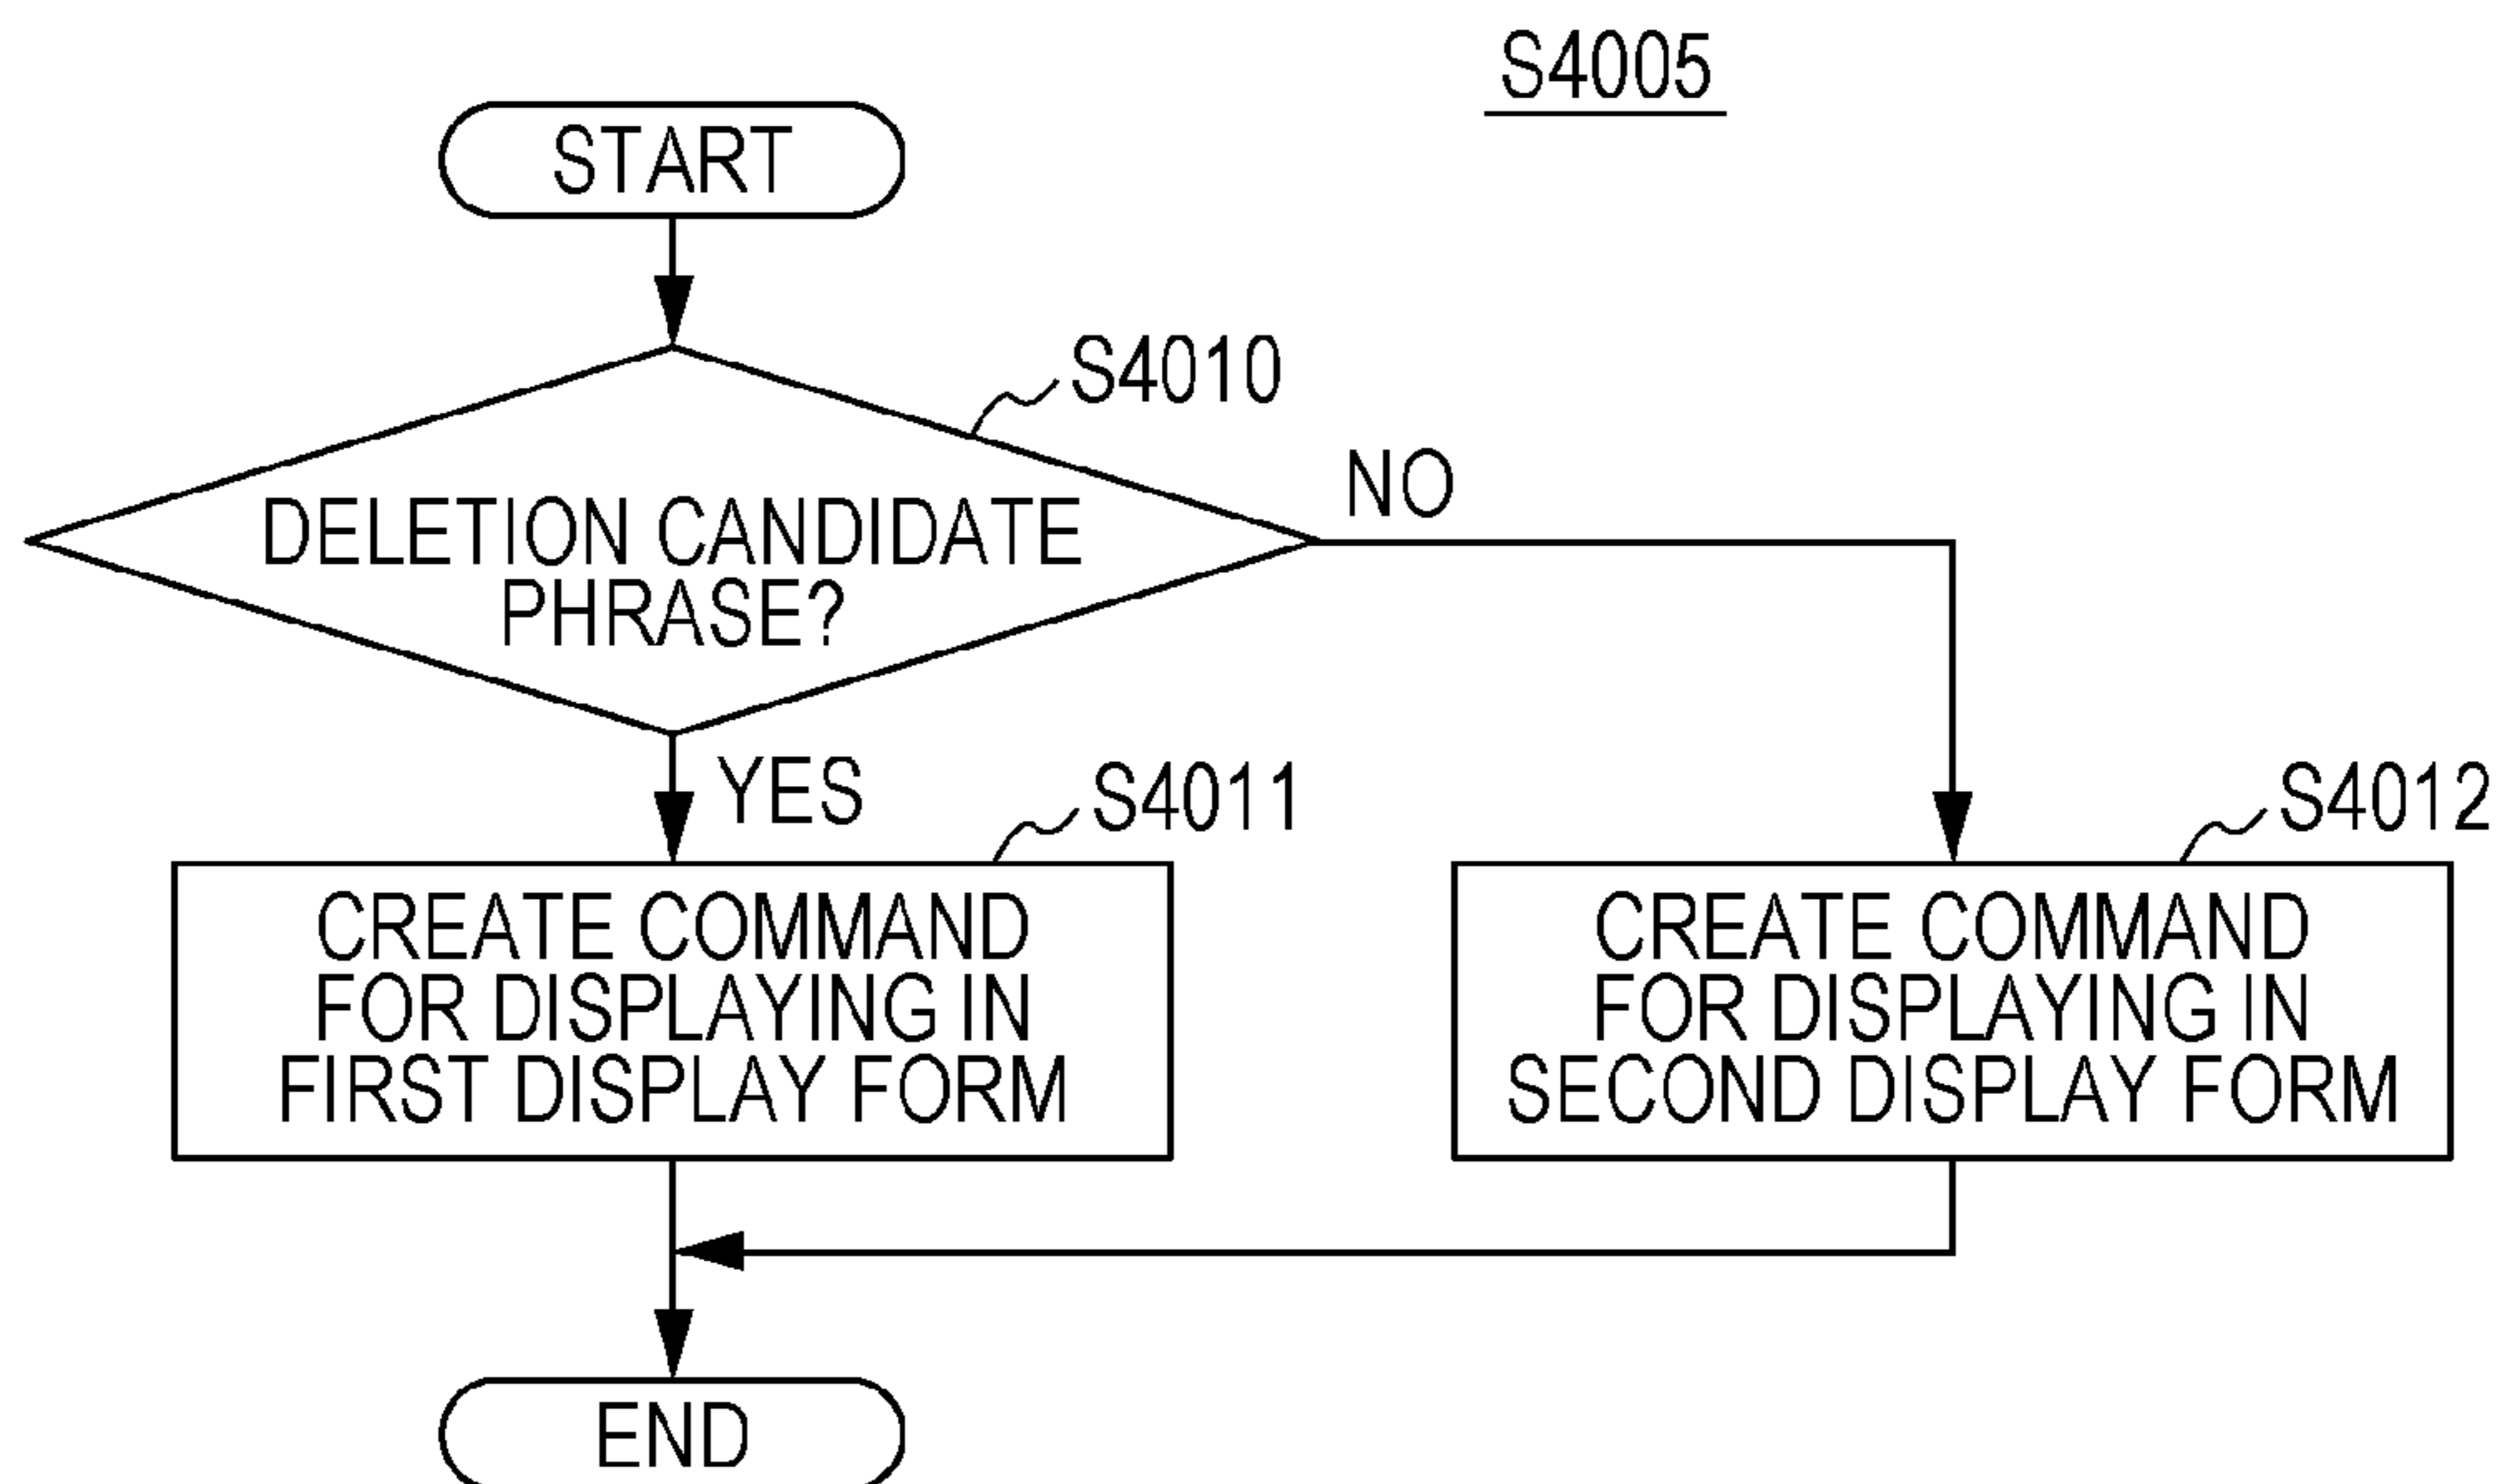 S4005
START
S4010
NO
DELETION CANDIDATE
PHRASE?
YES
S4011
S4012
CREATE COMMAND
FOR DISPLAYING IN
FIRST DISPLAY FORM
CREATE COMMAND
FOR DISPLAYING IN
SECOND DISPLAY FORM
END